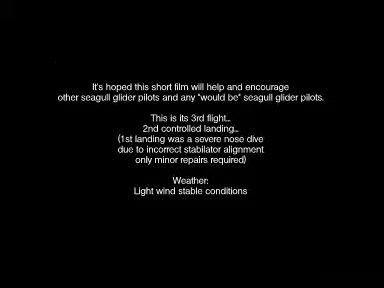 It's hoped this short film will help and encourage
other seagull glider pilots and any "would be" seagull glider pilots.
This is its 3rd flight...
2nd controlled landing...
(1st landing was a severe nose dive
due to incorrect stabilator alignment
only minor repairs required)
Weather:
Light wind stable conditions